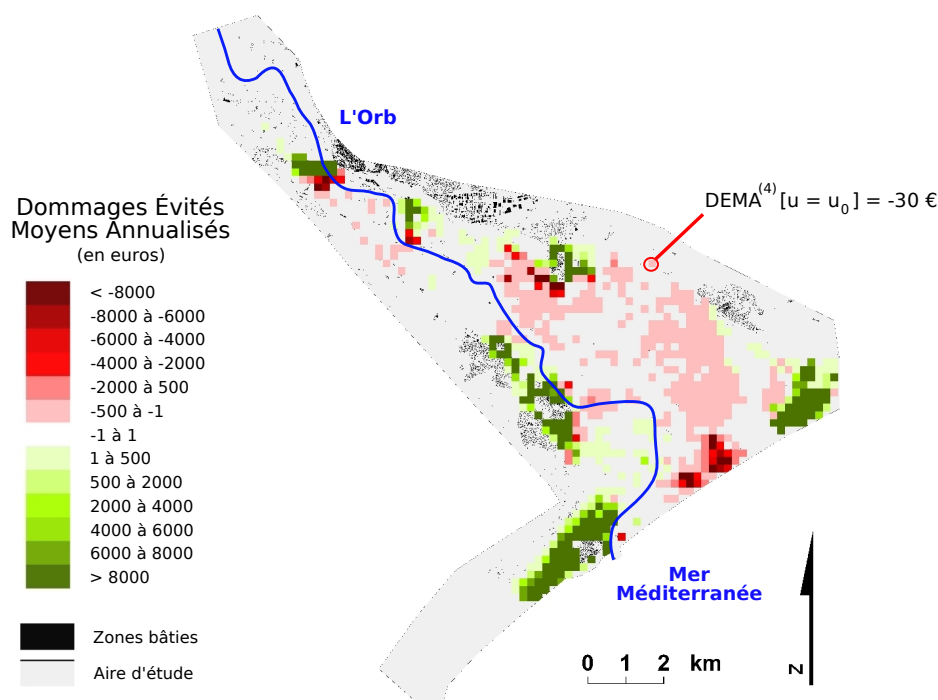 L'Orb
DEMA(4) [u = u0] = -30 €
Dommages Évités
Moyens Annualisés
(en euros)
< -8000
-8000 à -6000
-6000 à -4000
-4000 à -2000
-2000 à 500
-500 à -1
-1 à 1
1 à 500
500 à 2000
2000 à 4000
4000 à 6000
6000 à 8000
> 8000
Zones bâties
Aire d'étude
Mer
Méditerranée
0 1 2 km
N